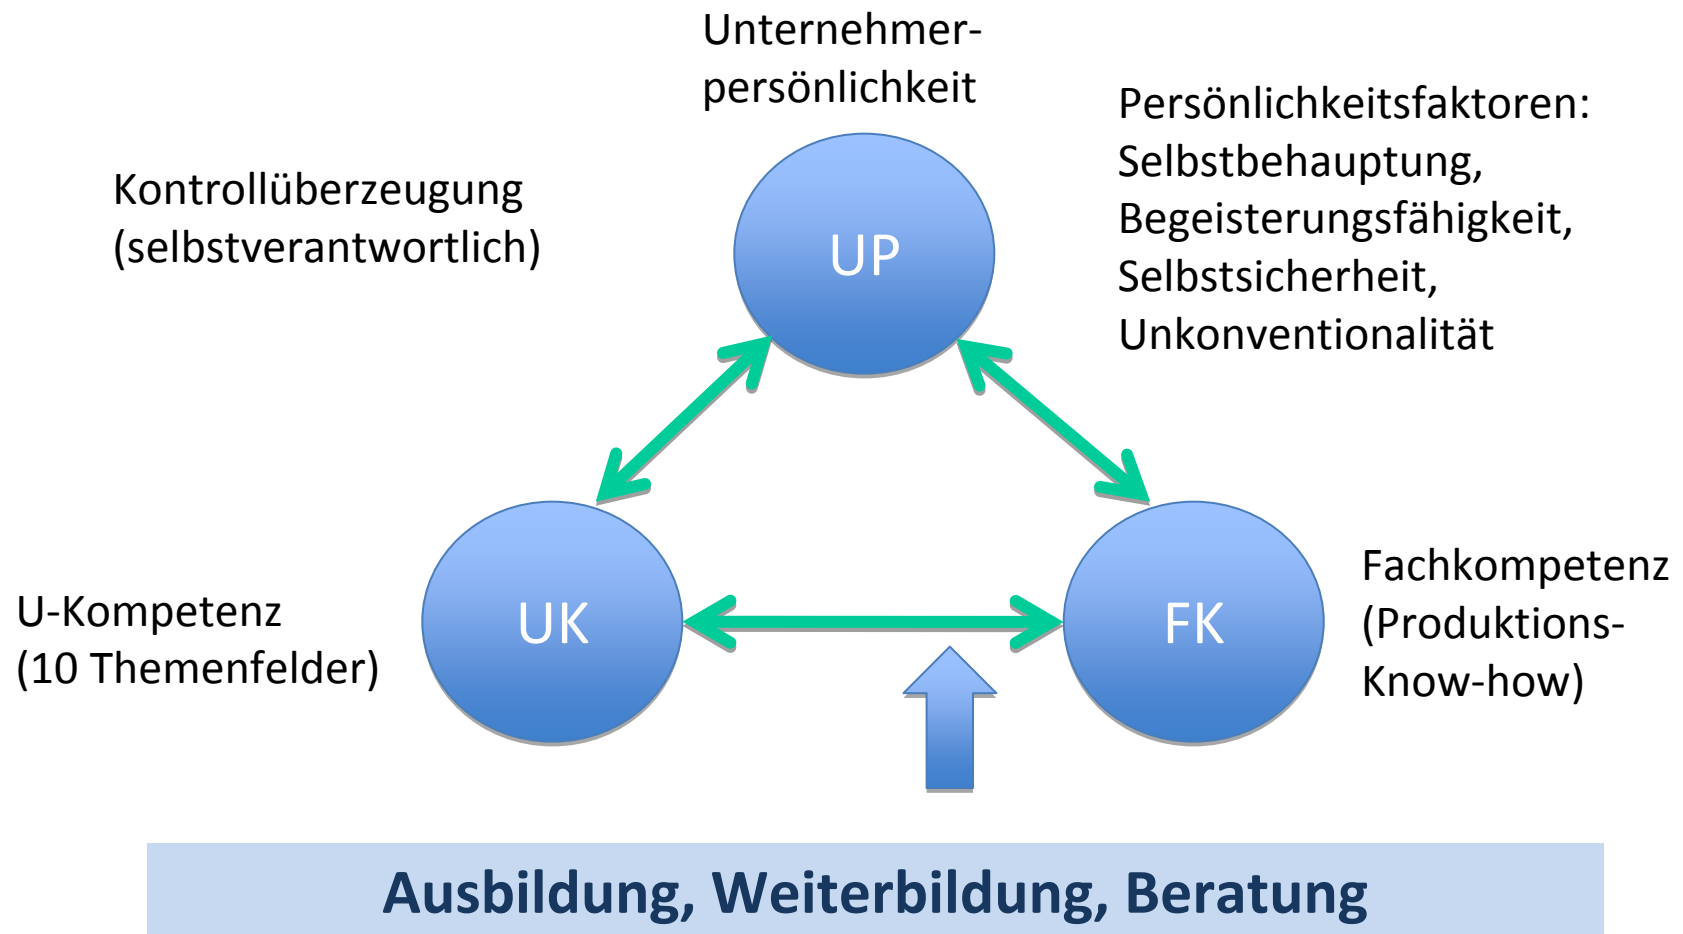 Unternehmer-
persönlichkeit
Persönlichkeitsfaktoren:
Selbstbehauptung,
Begeisterungsfähigkeit,
Selbstsicherheit,
Unkonventionalität
Kontrollüberzeugung
(selbstverantwortlich)
UP
U-Kompetenz
(10 Themenfelder)
UK
FK
Fachkompetenz
(Produktions-
Know-how)
Ausbildung, Weiterbildung, Beratung